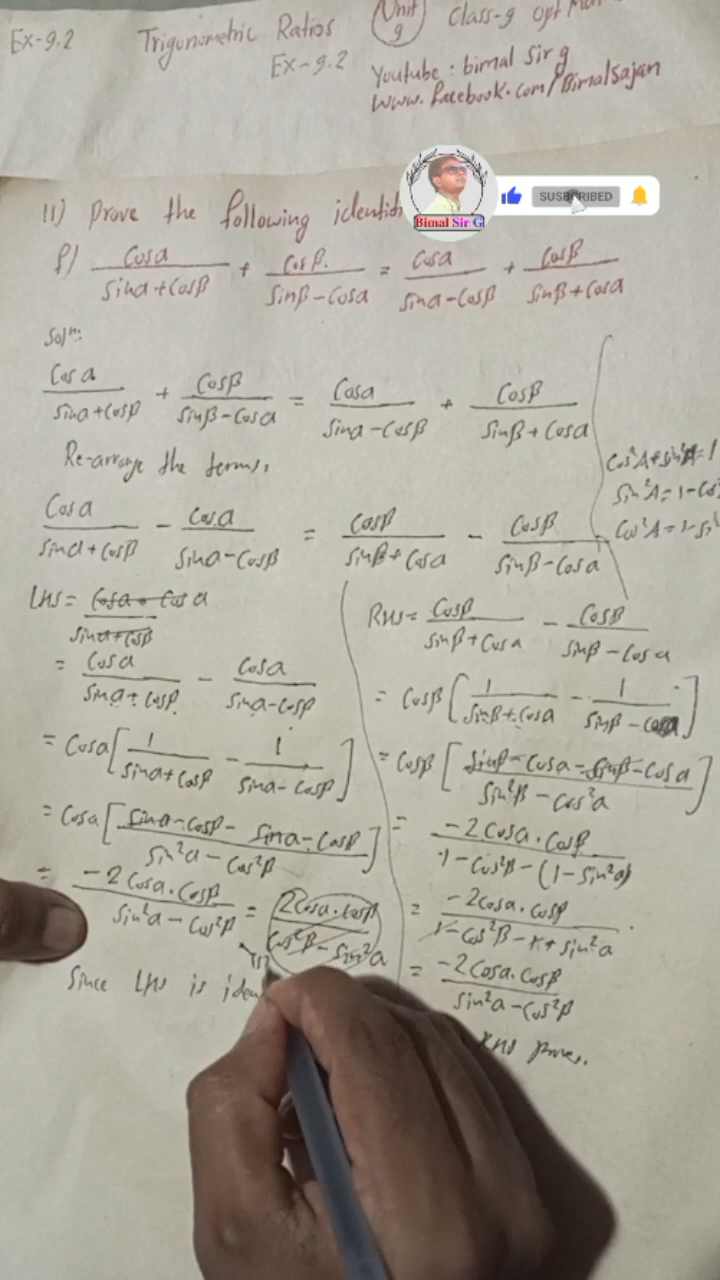 Ex-9.2 Trigonometric Ratios Unit 9 Class-9 opt
Ex-9.2
Youtube : bimal Sir g
www.facebook.com/Bimalsajan
SUBSCRIBED
Bimal Sir G
11) Prove the following
f) Cosα/(Sinα+Cosβ) + Cosβ/(Sinβ-Cosα) = Cosα/(Sinα-Cosβ) + Cosβ/(Sinβ+Cosα)
Solⁿ:
Cosα/(Sinα+Cosβ) + Cosβ/(Sinβ-Cosα) = Cosα/(Sinα-Cosβ) + Cosβ/(Sinβ+Cosα)
Re-arrange the terms,
Cos²A+Sin²A=1
Sin²A=1-Cos²
Cos²A=1-Si
Cosα/(Sinα+Cosβ) - Cosα/(Sinα-Cosβ) = Cosβ/(Sinβ+Cosα) - Cosβ/(Sinβ-Cosα)
LHS =
= Cosα/(Sinα+Cosβ) - Cosα/(Sinα-Cosβ)
= Cosα[1/(Sinα+Cosβ) - 1/(Sinα-Cosβ)]
= Cosα[(Sinα-Cosβ-Sinα-Cosβ)/(Sin²α-Cos²β)]
= -2Cosα.Cosβ/(Sin²α-Cos²β) = 2Cosα.Cosβ/(Cos²β-Sin²α)
RHS = Cosβ/(Sinβ+Cosα) - Cosβ/(Sinβ-Cosα)
= Cosβ[1/(Sinβ+Cosα) - 1/(Sinβ-Cosα)]
= Cosβ[(Sinβ-Cosα-Sinβ-Cosα)/(Sin²β-Cos²α)]
= -2Cosα.Cosβ/(1-Cos²β-(1-Sin²α))
= -2Cosα.Cosβ/(1-Cos²β-1+Sin²α)
= -2Cosα.Cosβ/(Sin²α-Cos²β)
Since LHS is iden
RHS